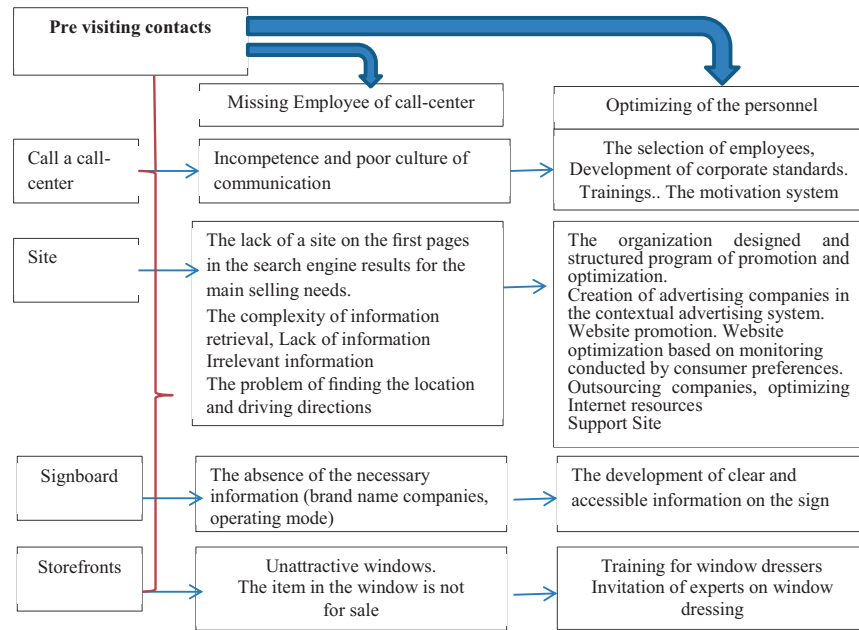 Pre visiting contacts
Missing Employee of call-center
Optimizing of the personnel
Call a call-
center
Incompetence and poor culture of
communication
The selection of employees,
Development of corporate standards.
Trainings.. The motivation system
Site
The lack of a site on the first pages
in the search engine results for the
main selling needs.
The complexity of information
retrieval, Lack of information
Irrelevant information
The problem of finding the location
and driving directions
The organization designed and
structured program of promotion and
optimization.
Creation of advertising companies in
the contextual advertising system.
Website promotion. Website
optimization based on monitoring
conducted by consumer preferences.
Outsourcing companies, optimizing
Internet resources
Support Site
Signboard
The absence of the necessary
information (brand name companies,
operating mode)
The development of clear and
accessible information on the sign
Storefronts
Unattractive windows.
The item in the window is not
for sale
Training for window dressers
Invitation of experts on window
dressing